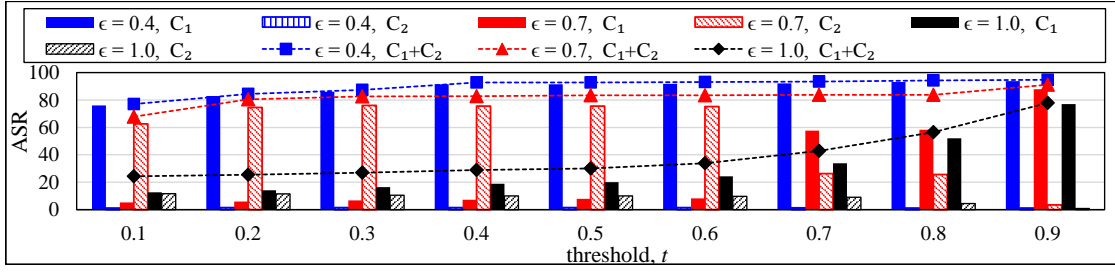 ϵ = 0.4, C₁ ϵ = 0.4, C₂ ϵ = 0.7, C₁ ϵ = 0.7, C₂ ϵ = 1.0, C₁
ϵ = 1.0, C₂ ϵ = 0.4, C₁+C₂ ϵ = 0.7, C₁+C₂ ϵ = 1.0, C₁+C₂
100
80
60
40
20
0
ASR
0.1 0.2 0.3 0.4 0.5 0.6 0.7 0.8 0.9
threshold, t